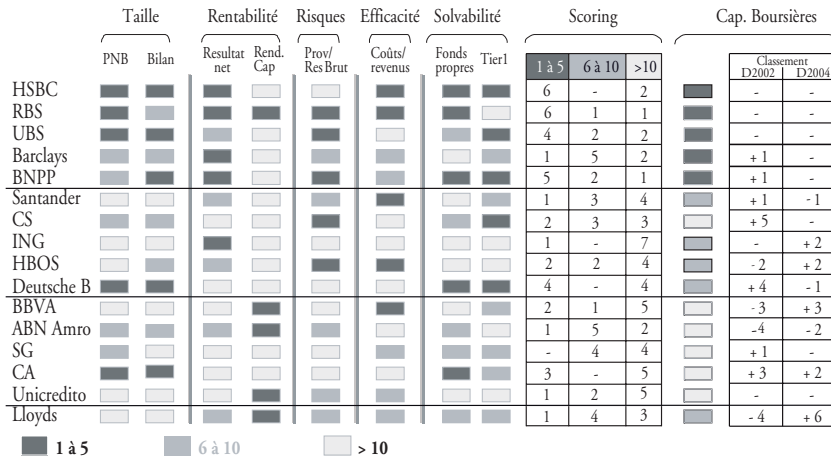 Taille Rentabilité Risques Efficacité Solvabilité Scoring Cap. Boursières
PNB Bilan Resultat net Rend. Cap Prov/ Res Brut Coûts/ revenus Fonds propres Tier1 1 à 5 6 à 10 >10 Classement
D2002 D2004
HSBC 6 - 2 - -
RBS 6 1 1 - -
UBS 4 2 2 - -
Barclays 1 5 2 + 1 -
BNPP 5 2 1 + 1 -
Santander 1 3 4 + 1 - 1
CS 2 3 3 + 5 -
ING 1 - 7 - + 2
HBOS 2 2 4 - 2 + 2
Deutsche B 4 - 4 + 4 - 1
BBVA 2 1 5 - 3 + 3
ABN Amro 1 5 2 -4 - 2
SG - 4 4 + 1 -
CA 3 - 5 + 3 + 2
Unicredito 1 2 5 - -
Lloyds 1 4 3 - 4 + 6
1 à 5 6 à 10 > 10